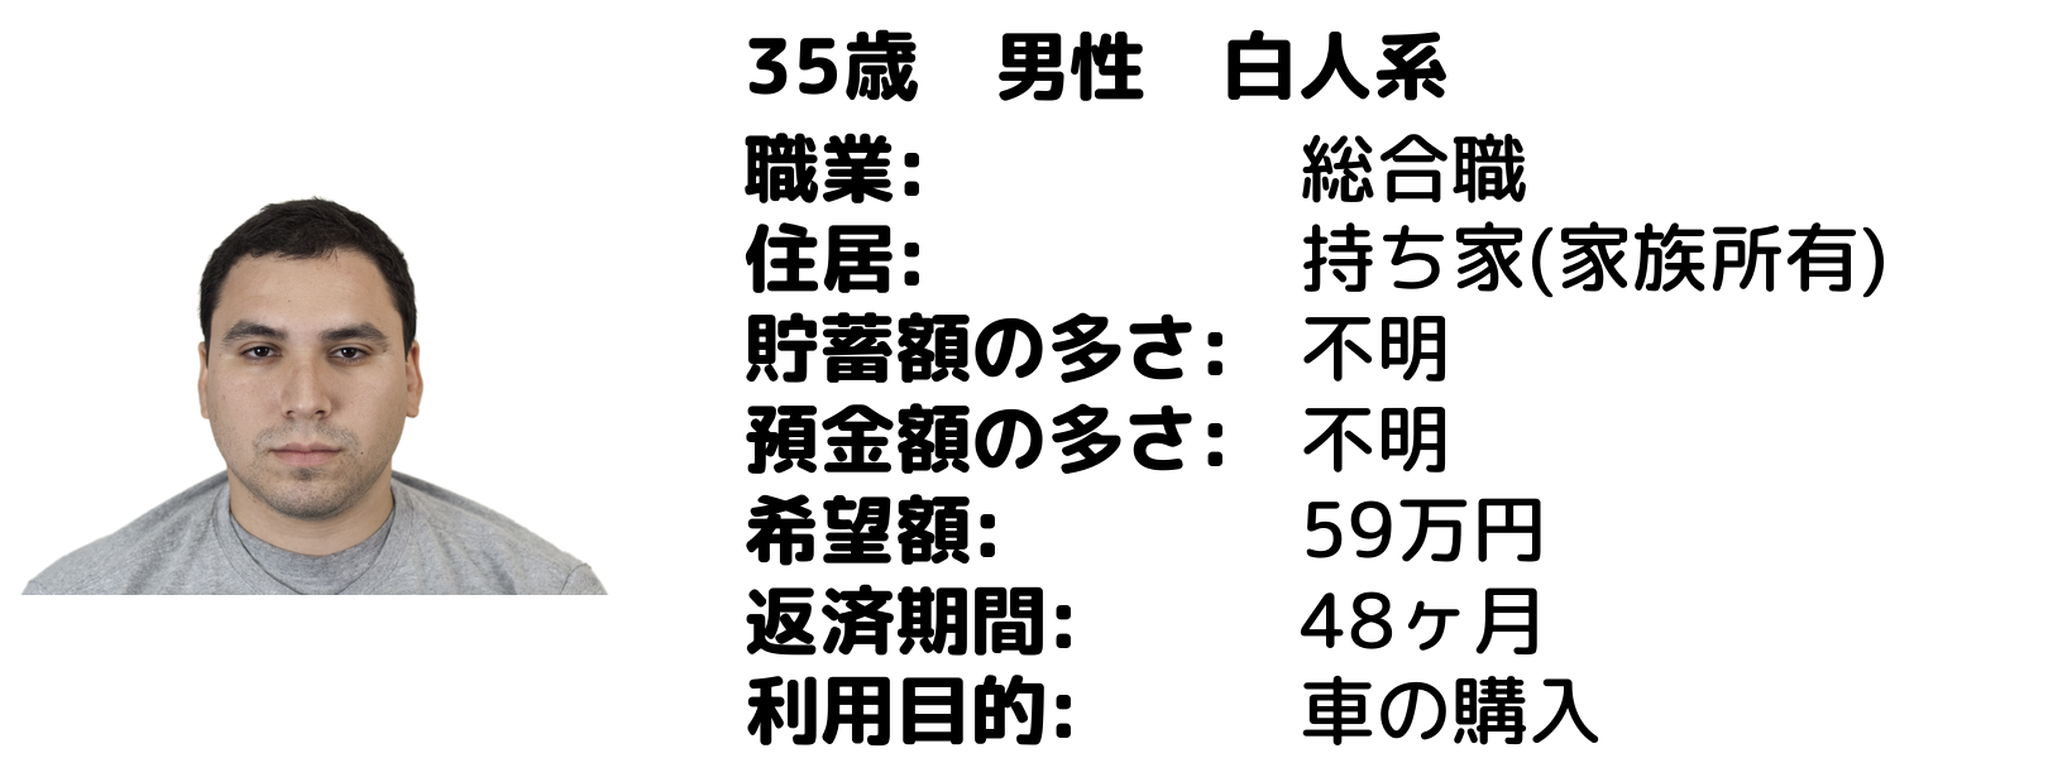 35歳　男性　白人系
職業:　総合職
住居:　持ち家(家族所有)
貯蓄額の多さ:　不明
預金額の多さ:　不明
希望額:　59万円
返済期間:　48ヶ月
利用目的:　車の購入